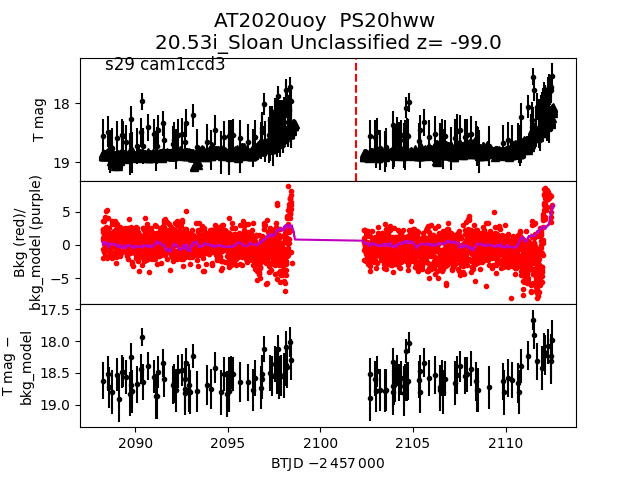 AT2020uoy  PS20hww
20.53i_Sloan Unclassified z= -99.0
s29 cam1ccd3
T mag
18
19
Bkg (red)/
bkg_model (purple)
5
0
−5
T mag −
bkg_model
17.5
18.0
18.5
19.0
2090
2095
2100
2105
2110
BTJD −2 457 000